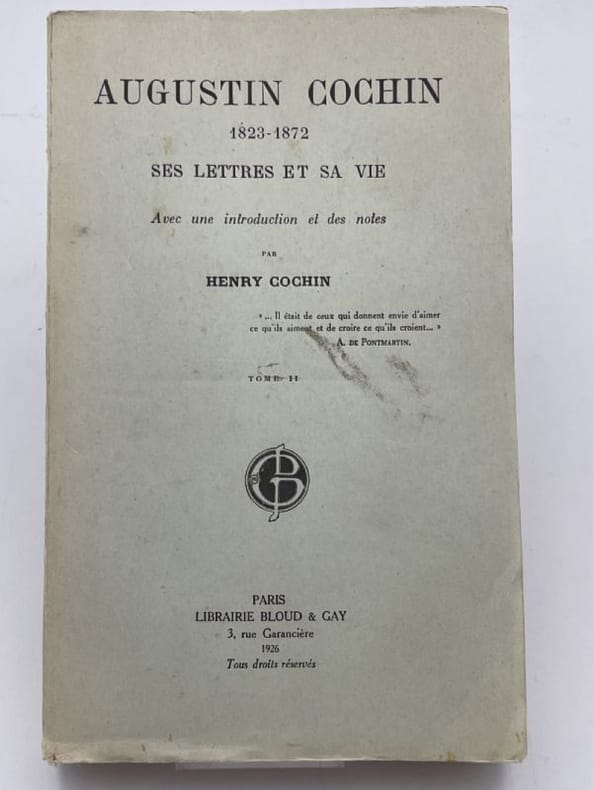 AUGUSTIN COCHIN
1823-1872
SES LETTRES ET SA VIE
Avec une introduction et des notes
PAR
HENRY COCHIN
« ... Il était de ceux qui donnent envie d'aimer
ce qu'ils aiment et de croire ce qu'ils croient... »
A. DE PONTMARTIN.
TOME II
PARIS
LIBRAIRIE BLOUD & GAY
3, rue Garancière
1926
Tous droits réservés